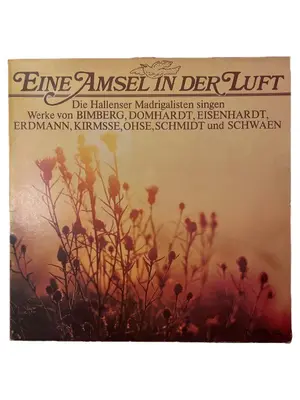 EINE AMSEL IN DER LUFT
Die Hallenser Madrigalisten singen
Werke von BIMBERG, DOMHARDT, EISENHARDT,
ERDMANN, KIRMSSE, OHSE, SCHMIDT und SCHWAEN